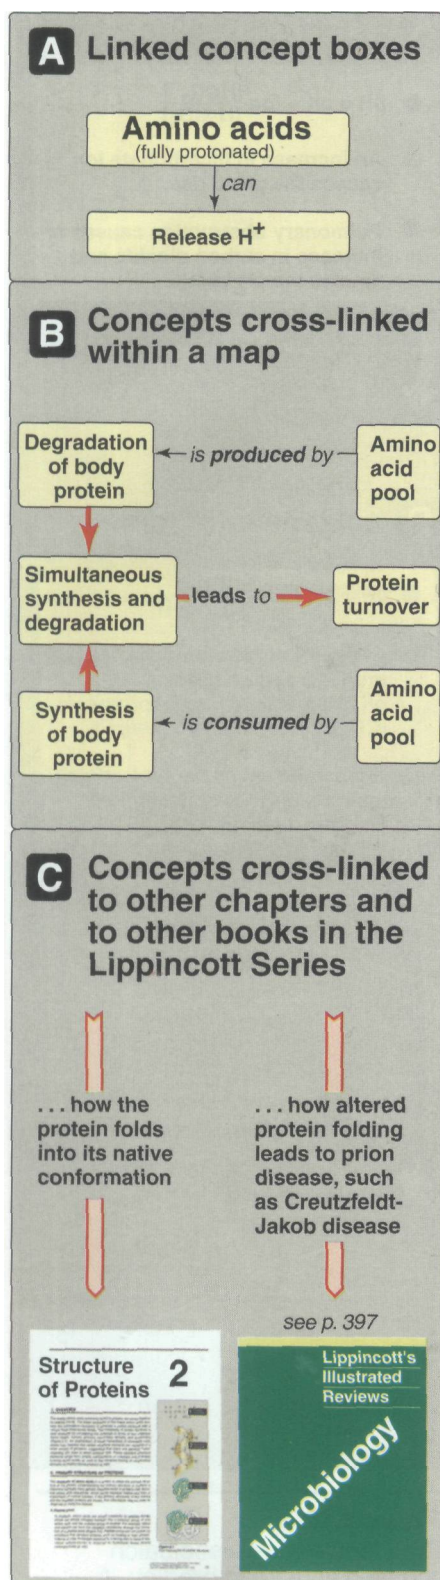 A Linked concept boxes
Amino acids
(fully protonated)
can
Release H+
B Concepts cross-linked
within a map
Degradation
of body
protein
is produced by
Amino
acid
pool
Simultaneous
synthesis and
degradation
leads to
Protein
turnover
Synthesis
of body
protein
is consumed by
Amino
acid
pool
C Concepts cross-linked
to other chapters and
to other books in the
Lippincott Series
. . . how the
protein folds
into its native
conformation
. . . how altered
protein folding
leads to prion
disease, such
as Creutzfeldt-
Jakob disease
see p. 397
Structure
of Proteins
2
Lippincott's
Illustrated
Reviews
Microbiology